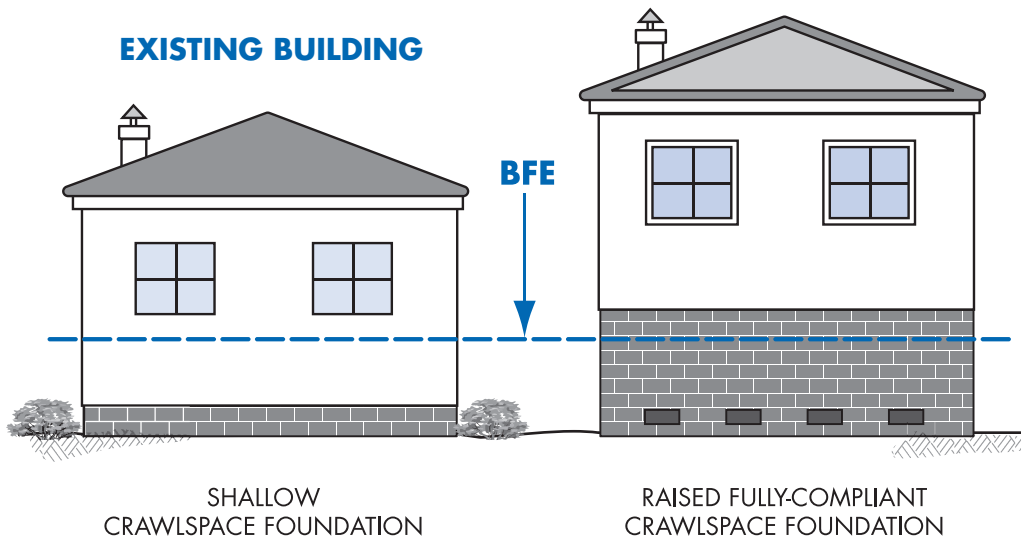 EXISTING BUILDING
BFE
SHALLOW
CRAWLSPACE FOUNDATION
RAISED FULLY-COMPLIANT
CRAWLSPACE FOUNDATION